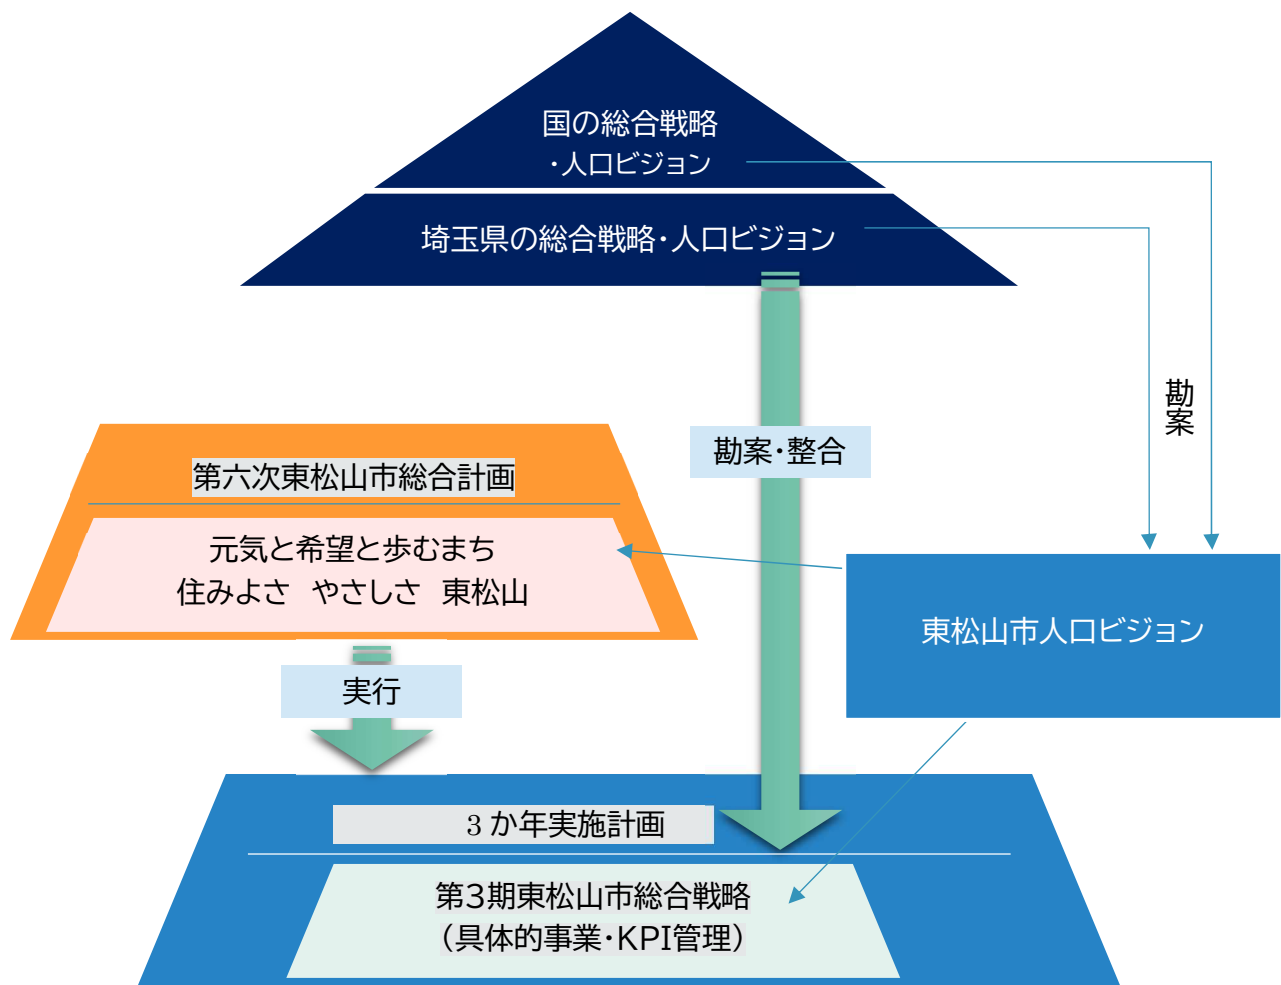 国の総合戦略
・人口ビジョン
埼玉県の総合戦略・人口ビジョン
勘案
勘案・整合
第六次東松山市総合計画
元気と希望と歩むまち
住みよさ　やさしさ　東松山
東松山市人口ビジョン
実行
3 か年実施計画
第3期東松山市総合戦略
（具体的事業・KPI管理）